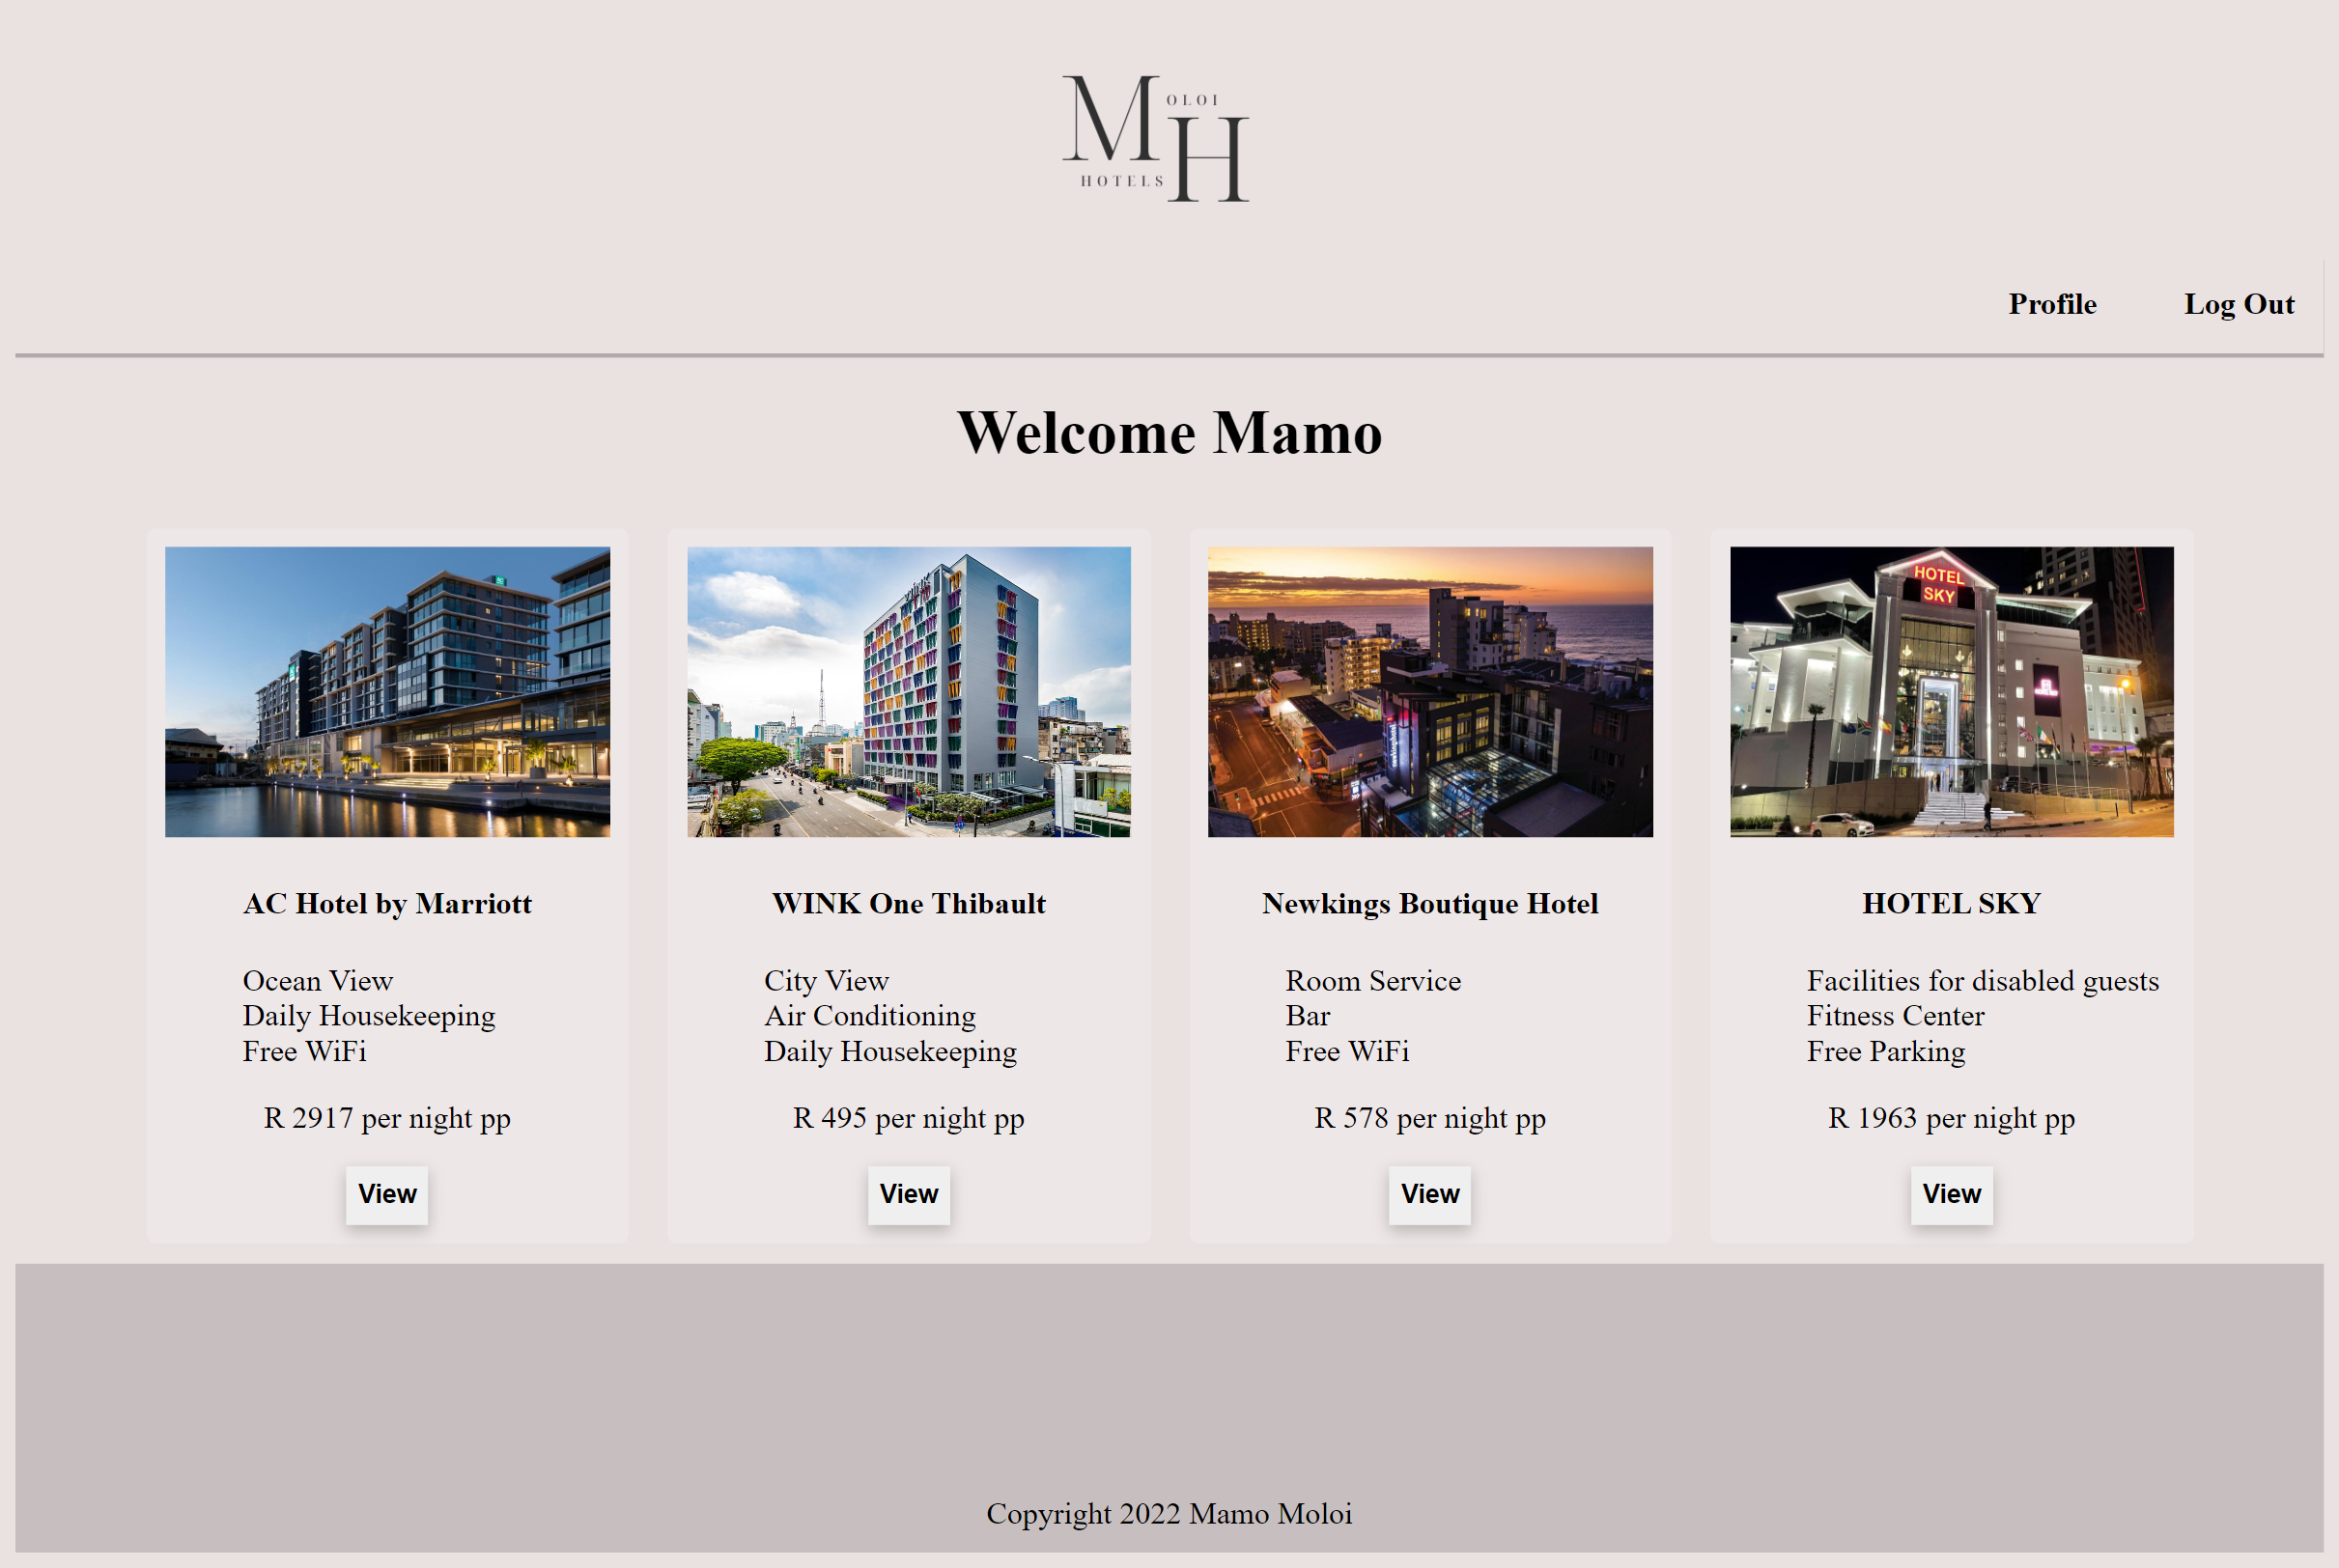 M OLOI
HOTELS H
Profile Log Out
Welcome Mamo
HOTEL
SKY
AC Hotel by Marriott
Ocean View
Daily Housekeeping
Free WiFi
R 2917 per night pp
View
WINK One Thibault
City View
Air Conditioning
Daily Housekeeping
R 495 per night pp
View
Newkings Boutique Hotel
Room Service
Bar
Free WiFi
R 578 per night pp
View
HOTEL SKY
Facilities for disabled guests
Fitness Center
Free Parking
R 1963 per night pp
View
Copyright 2022 Mamo Moloi